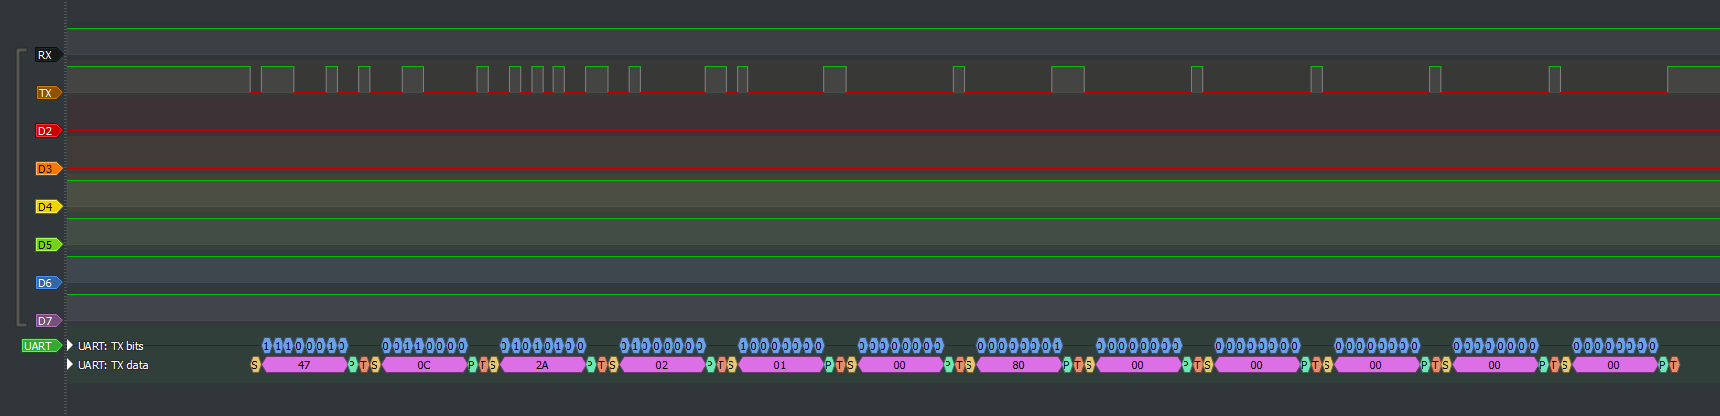 RX
TX
D2
D3
D4
D5
D6
D7
UART UART: TX bits 1 1 1 0 0 0 1 0 0 0 1 1 0 0 0 0 0 1 0 1 0 1 0 0 0 1 0 0 0 0 0 0 1 0 0 0 0 0 0 0 0 0 0 0 0 0 0 0 0 0 0 0 0 0 0 1 0 0 0 0 0 0 0 0 0 0 0 0 0 0 0 0 0 0 0 0 0 0 0 0 0 0 0 0 0 0 0 0 0 0 0 0 0 0 0 0
UART: TX data S 47 P T S 0C P T S 2A P T S 02 P T S 01 P T S 00 P T S 80 P T S 00 P T S 00 P T S 00 P T S 00 P T S 00 P T